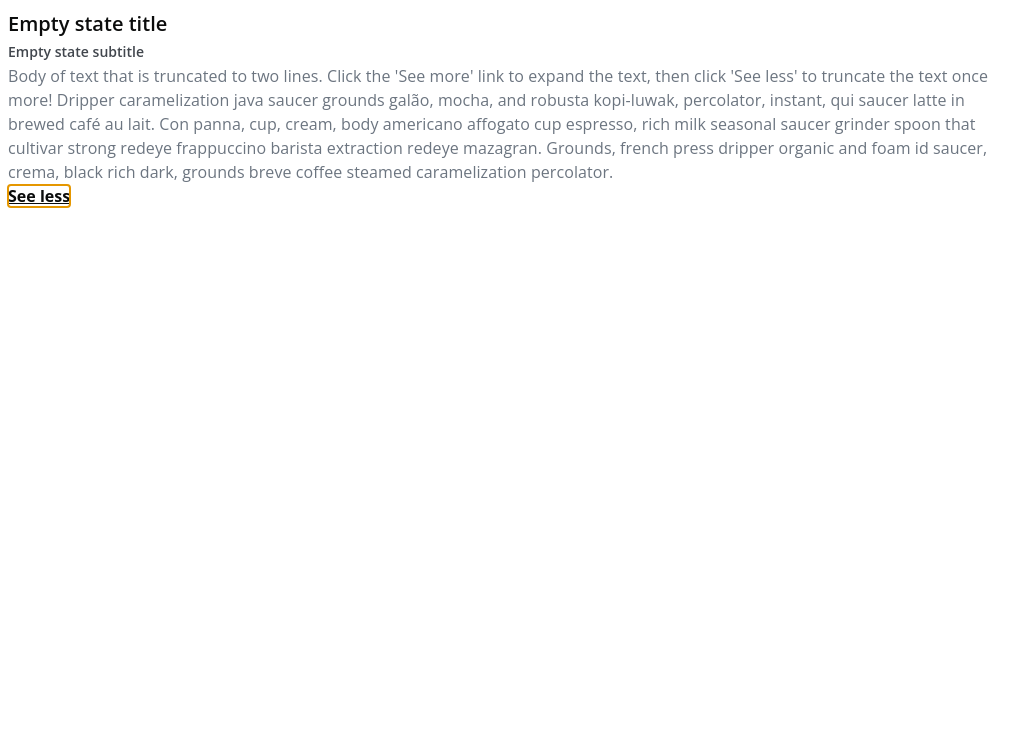 Empty state title
Empty state subtitle
Body of text that is truncated to two lines. Click the 'See more' link to expand the text, then click 'See less' to truncate the text once
more! Dripper caramelization java saucer grounds galão, mocha, and robusta kopi-luwak, percolator, instant, qui saucer latte in
brewed café au lait. Con panna, cup, cream, body americano affogato cup espresso, rich milk seasonal saucer grinder spoon that
cultivar strong redeye frappuccino barista extraction redeye mazagran. Grounds, french press dripper organic and foam id saucer,
crema, black rich dark, grounds breve coffee steamed caramelization percolator.
See less